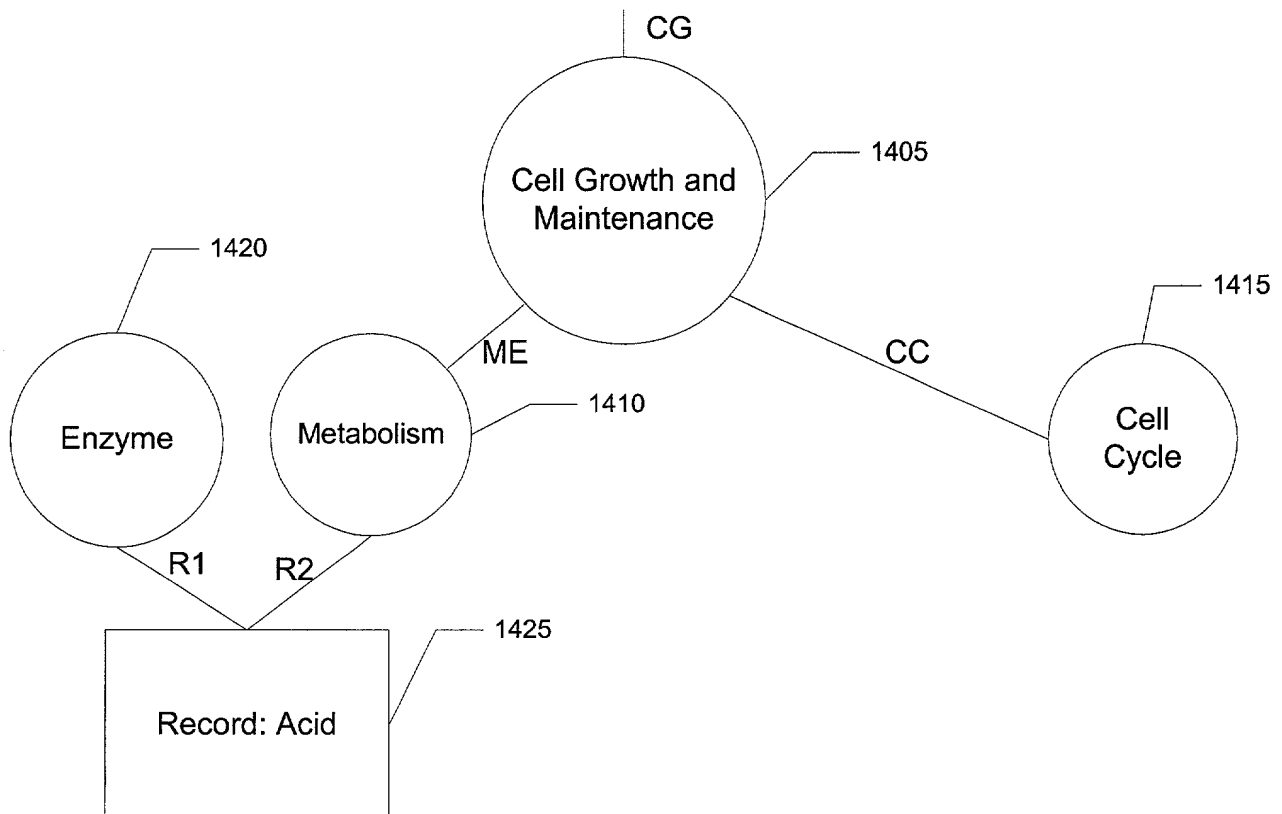 CG
1405
Cell Growth and
Maintenance
1420
1415
ME
CC
1410
Enzyme
Metabolism
Cell
Cycle
R1
R2
1425
Record: Acid